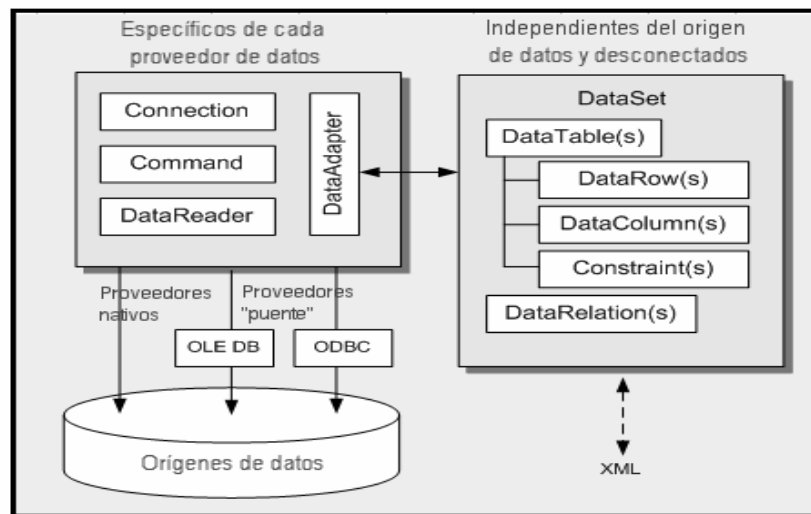 Específicos de cada
proveedor de datos
Connection
Command
DataReader
DataAdapter
Proveedores
nativos
Proveedores
"puente"
OLE DB
ODBC
Orígenes de datos
Independientes del origen
de datos y desconectados
DataSet
DataTable(s)
DataRow(s)
DataColumn(s)
Constraint(s)
DataRelation(s)
XML